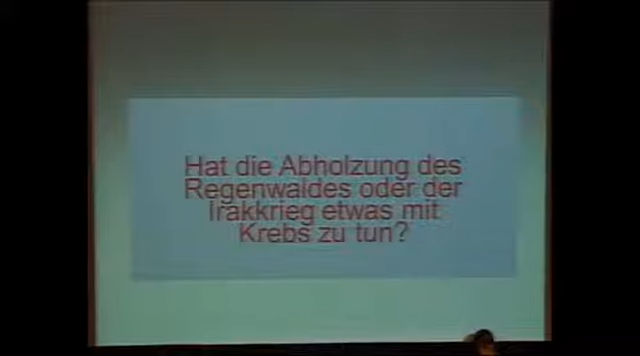 Hat die Abholzung des
Regenwaldes oder der
Irakkrieg etwas mit
Krebs zu tun?